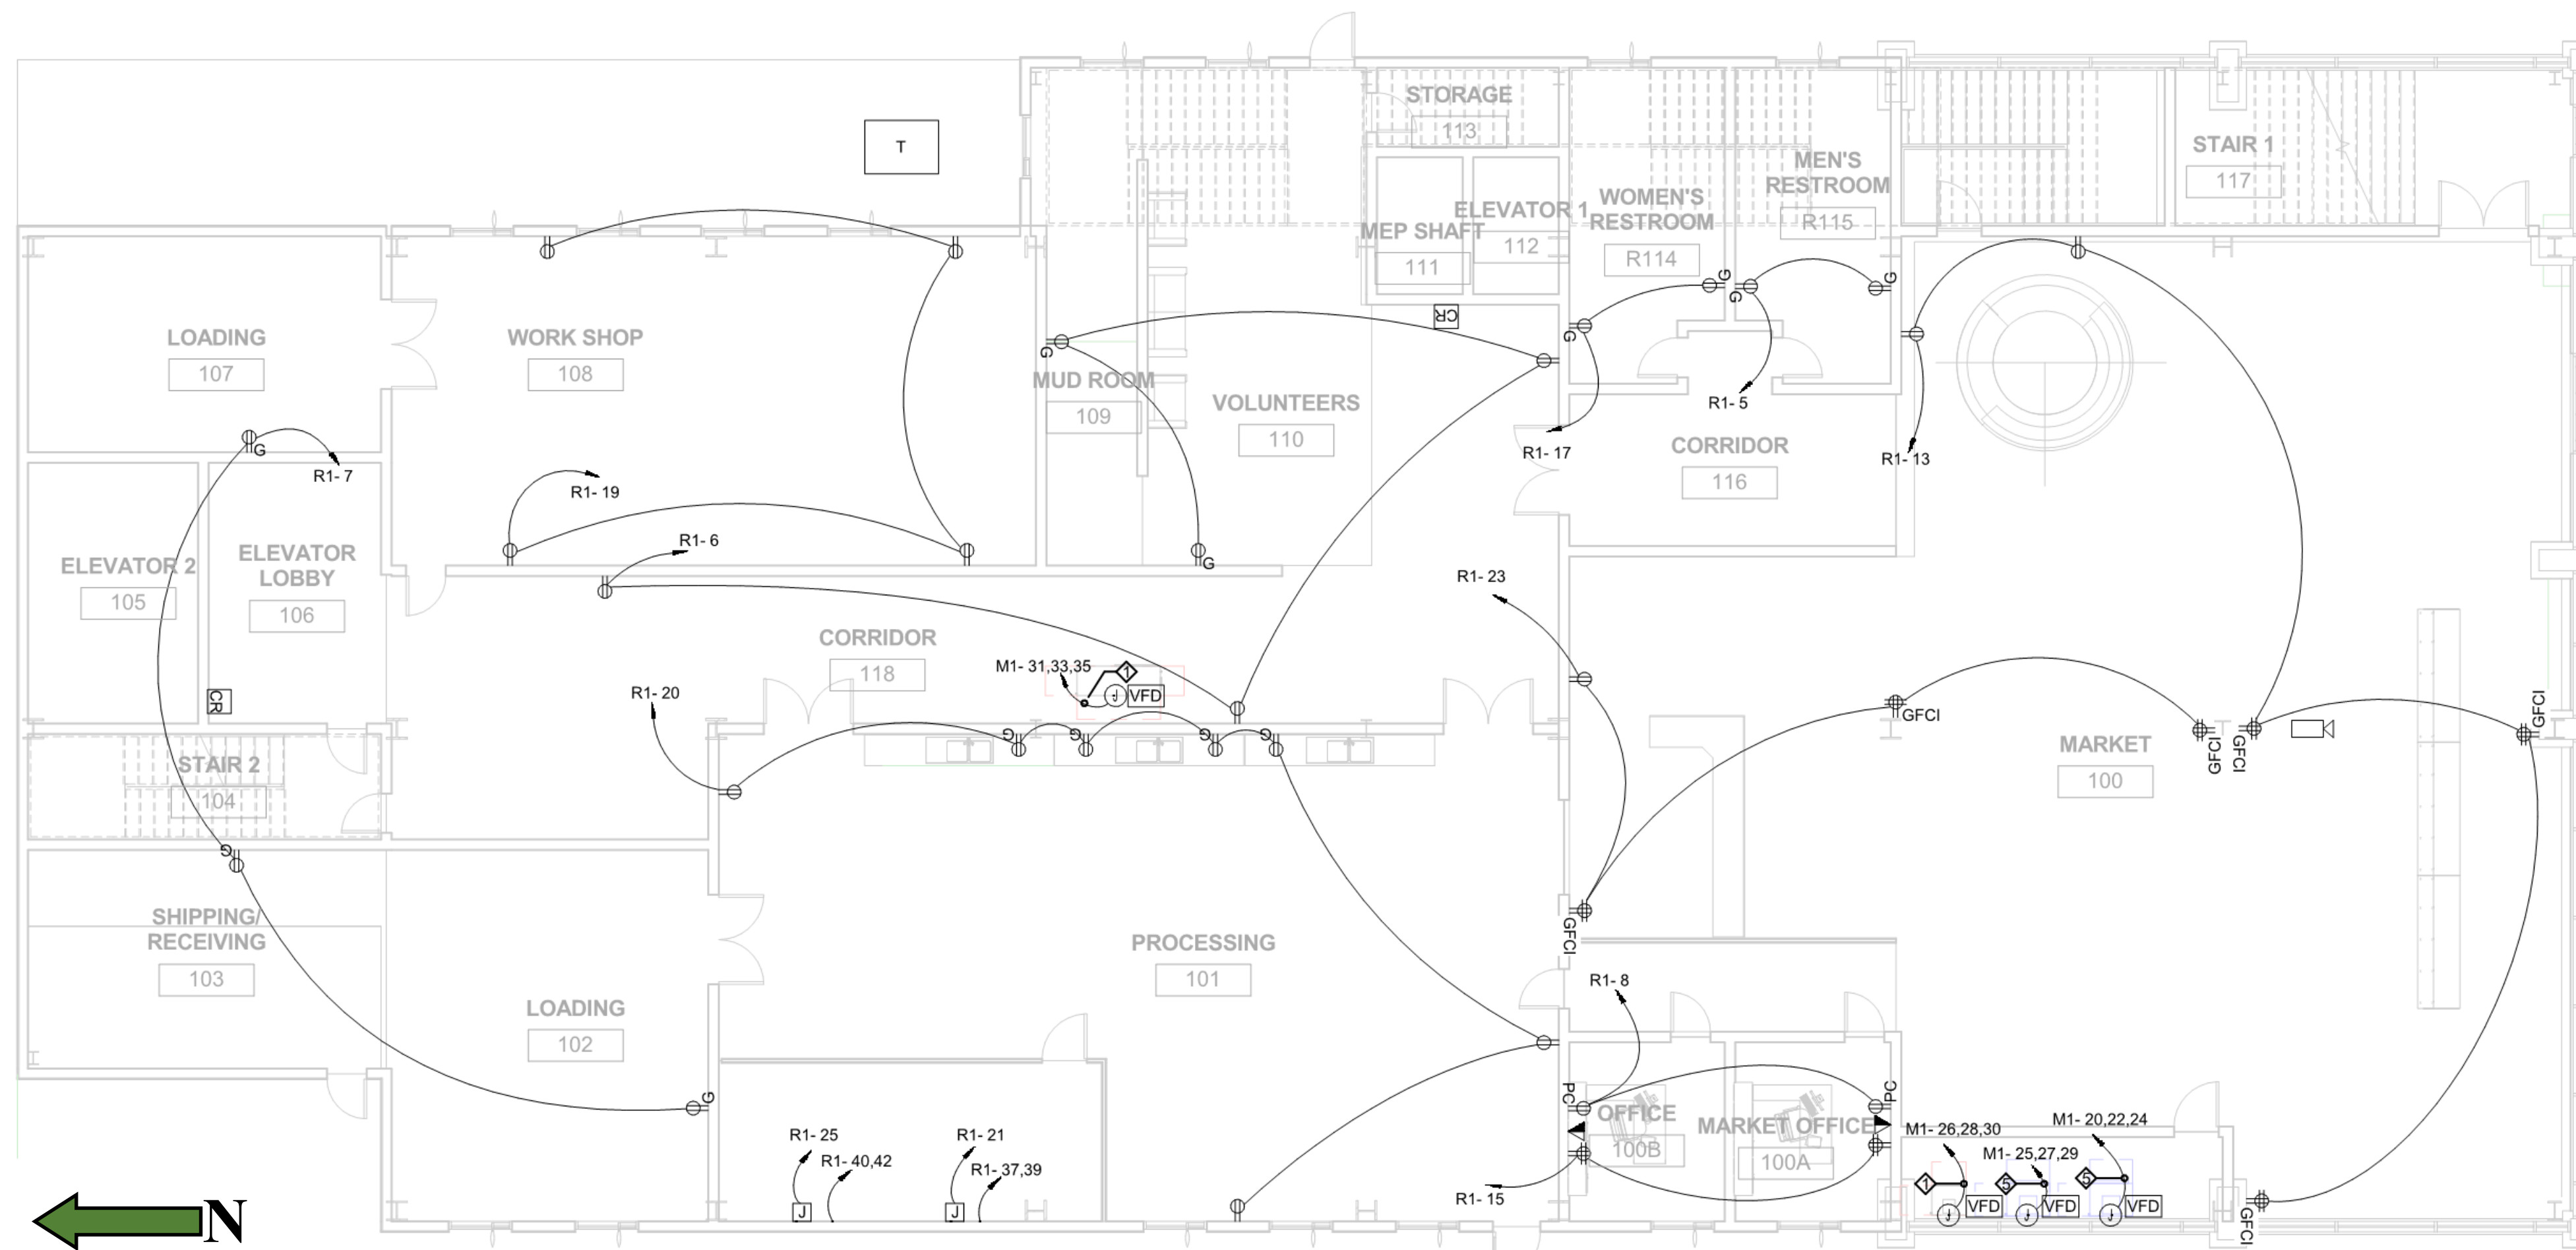 STORAGE
113
T
STAIR 1
117
MEN'S
RESTROOM
R115
WOMEN'S
RESTROOM
R114
ELEVATOR 1
112
MEP SHAFT
111
G
G
G
LOADING
107
WORK SHOP
108
CR
G
G
MUD ROOM
109
VOLUNTEERS
110
R1- 5
R1- 17
CORRIDOR
116
R1- 13
G
R1- 7
R1- 19
R1- 6
ELEVATOR 2
105
ELEVATOR
LOBBY
106
G
R1- 23
CORRIDOR
118
M1- 31,33,35
1
J
VFD
CR
R1- 20
G
G
G
G
GFCI
GFCI
GFCI
GFCI
MARKET
100
STAIR 2
104
G
SHIPPING/
RECEIVING
103
PROCESSING
101
GFCI
LOADING
102
R1- 8
G
PC
PC
OFFICE
100B
MARKET OFFICE
100A
R1- 25
R1- 40,42
R1- 21
R1- 37,39
R1- 15
M1- 26,28,30
M1- 25,27,29
M1- 20,22,24
1
5
5
J
J
J
VFD
J
VFD
J
VFD
GFCI
N